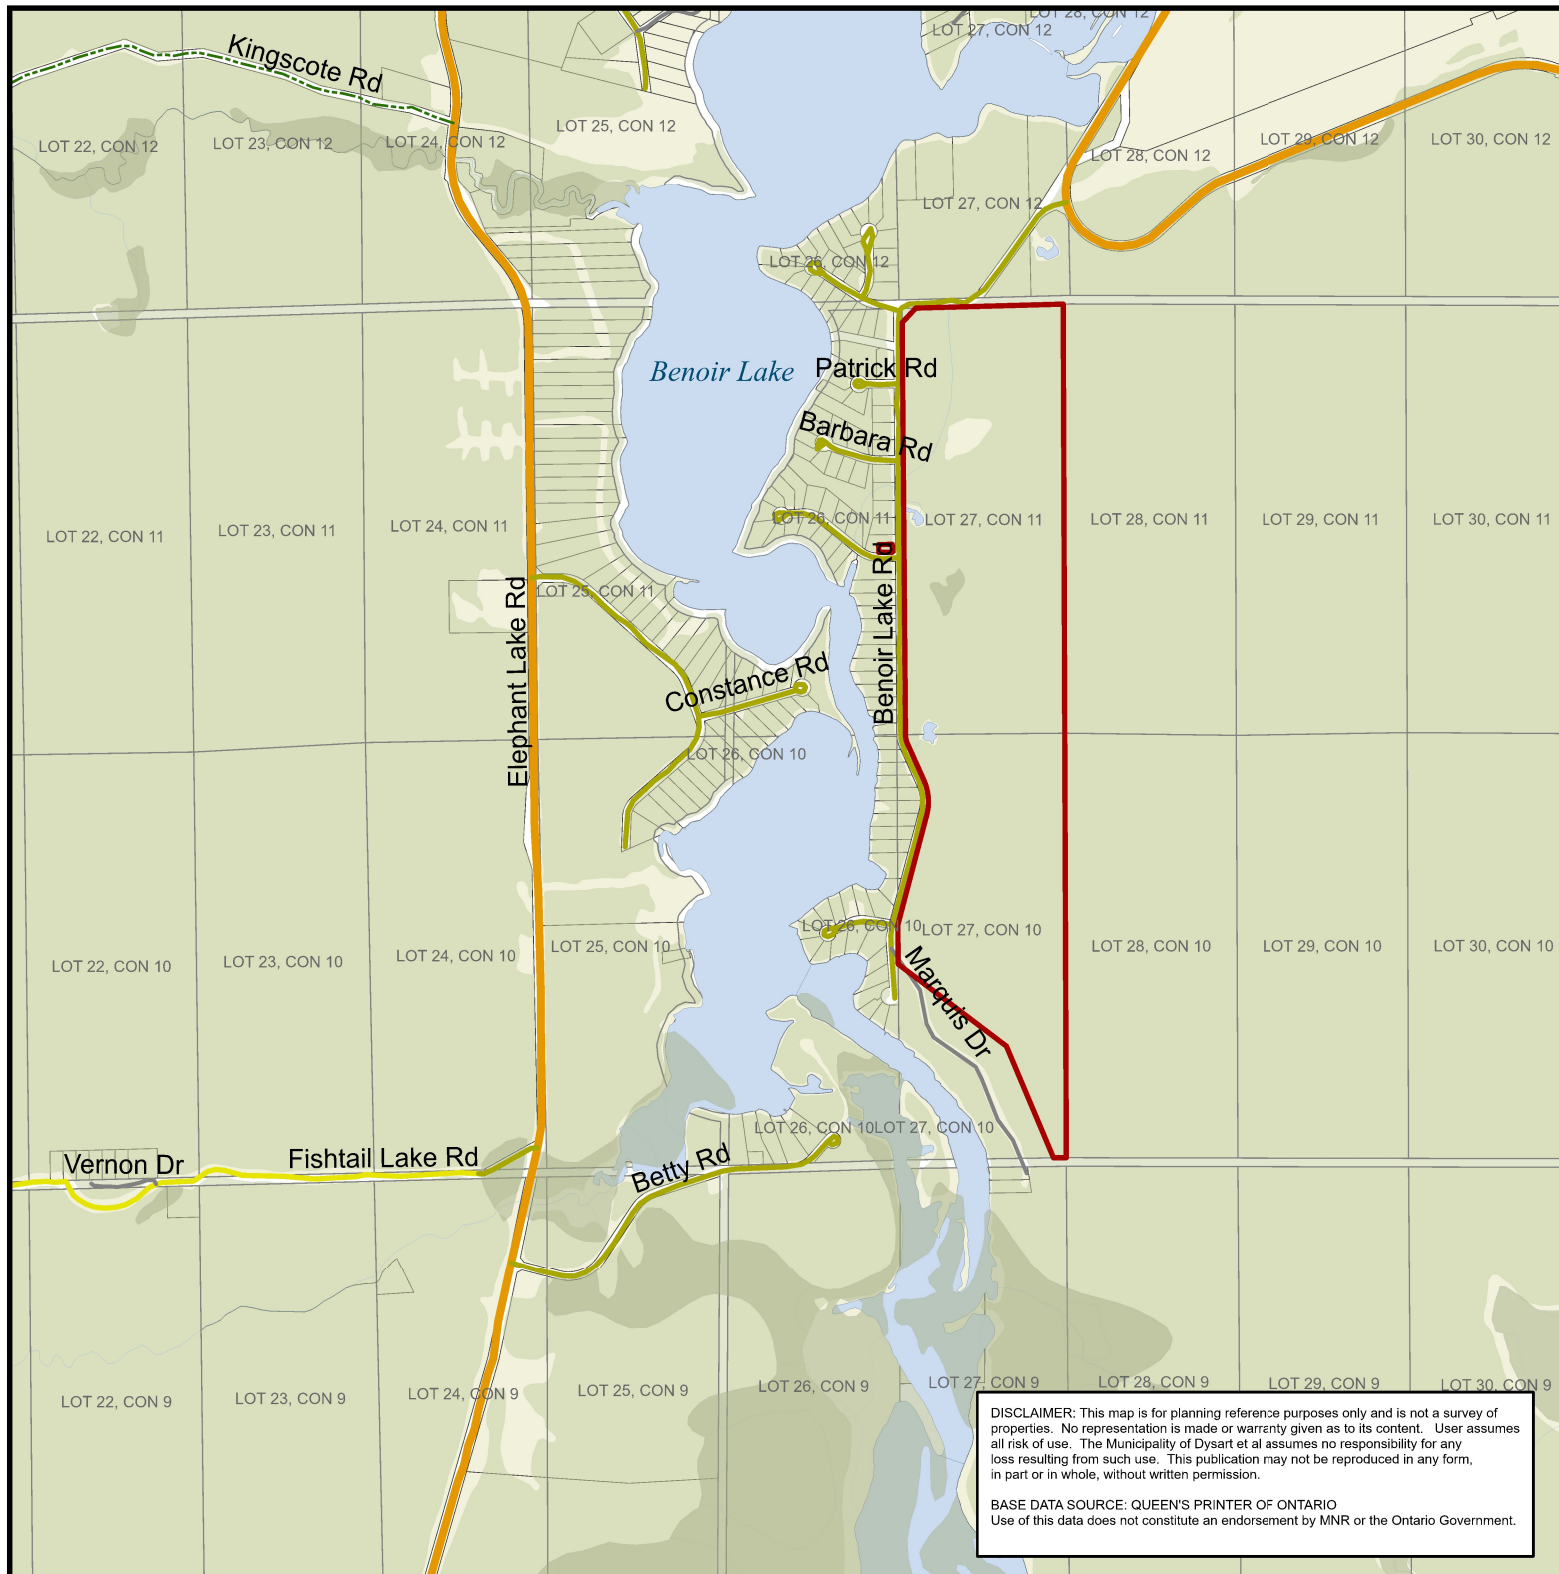 LOT 28, CON 12
LOT 27, CON 12
Kingscote Rd
LOT 25, CON 12
LOT 22, CON 12
LOT 23, CON 12
LOT 24, CON 12
LOT 29, CON 12
LOT 30, CON 12
LOT 28, CON 12
LOT 27, CON 12
LOT 26, CON 12
Benoir Lake
Patrick Rd
Barbara Rd
LOT 22, CON 11
LOT 23, CON 11
LOT 24, CON 11
LOT 26, CON 11
LOT 27, CON 11
LOT 28, CON 11
LOT 29, CON 11
LOT 30, CON 11
LOT 25, CON 11
Elephant Lake Rd
Benoir Lake Rd
Constance Rd
LOT 26, CON 10
LOT 22, CON 10
LOT 23, CON 10
LOT 24, CON 10
LOT 25, CON 10
LOT 26, CON 10
LOT 27, CON 10
LOT 28, CON 10
LOT 29, CON 10
LOT 30, CON 10
Marquis Dr
LOT 26, CON 10
LOT 27, CON 10
Vernon Dr
Fishtail Lake Rd
Betty Rd
LOT 22, CON 9
LOT 23, CON 9
LOT 24, CON 9
LOT 25, CON 9
LOT 26, CON 9
LOT 27, CON 9
LOT 28, CON 9
LOT 29, CON 9
LOT 30, CON 9
DISCLAIMER: This map is for planning reference purposes only and is not a survey of
properties. No representation is made or warranty given as to its content. User assumes
all risk of use. The Municipality of Dysart et al assumes no responsibility for any
loss resulting from such use. This publication may not be reproduced in any form,
in part or in whole, without written permission.
BASE DATA SOURCE: QUEEN'S PRINTER OF ONTARIO
Use of this data does not constitute an endorsement by MNR or the Ontario Government.